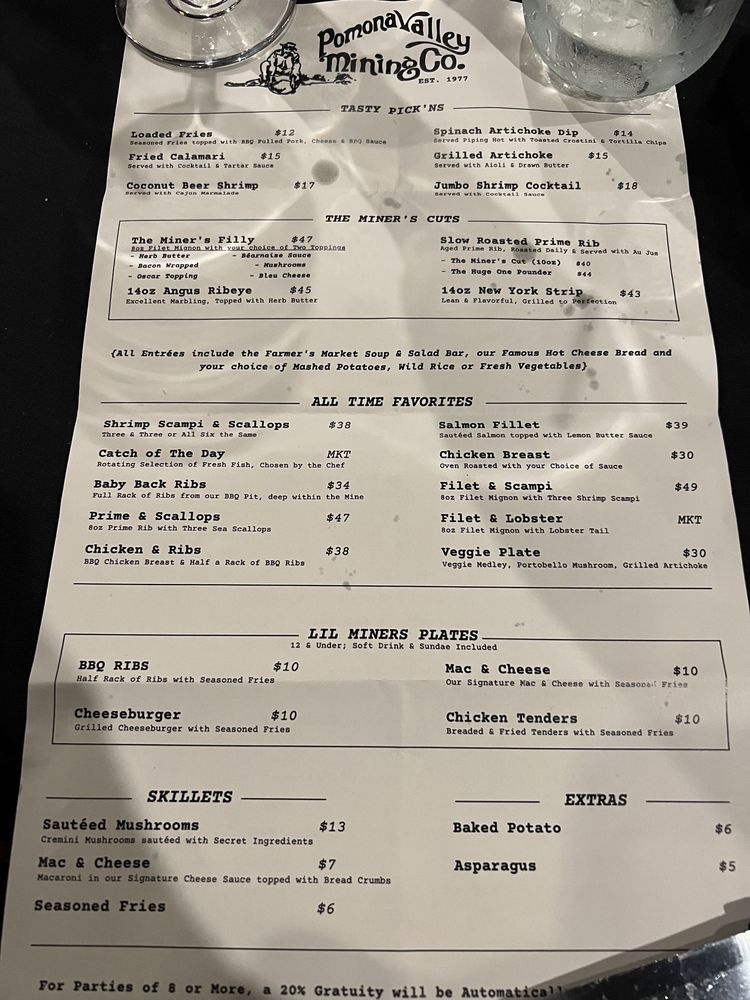 Pomona Valley
Mining Co.
EST. 1977
TASTY PICK'NS
Loaded Fries $12
Seasoned Fries topped with BBQ Pulled Pork, Cheese & BBQ Sauce
Fried Calamari $15
Served with Cocktail & Tartar Sauce
Coconut Beer Shrimp $17
Served with Cajun Marmalade
Spinach Artichoke Dip $14
Served Piping Hot with Toasted Crostini & Tortilla Chips
Grilled Artichoke $15
Served with Aioli & Drawn Butter
Jumbo Shrimp Cocktail $18
Served with Cocktail Sauce
THE MINER'S CUTS
The Miner's Filly $47
8oz Filet Mignon with your choice of Two Toppings
- Herb Butter - Béarnaise Sauce
- Bacon Wrapped - Mushrooms
- Oscar Topping - Bleu Cheese
14oz Angus Ribeye $45
Excellent Marbling, Topped with Herb Butter
Slow Roasted Prime Rib
Aged Prime Rib, Roasted Daily & Served with Au Jus
- The Miner's Cut (10oz) $40
- The Huge One Pounder $44
14oz New York Strip $43
Lean & Flavorful, Grilled to Perfection
{All Entrées include the Farmer's Market Soup & Salad Bar, our Famous Hot Cheese Bread and
your choice of Mashed Potatoes, Wild Rice or Fresh Vegetables}
ALL TIME FAVORITES
Shrimp Scampi & Scallops $38
Three & Three or All Six the Same
Catch of The Day MKT
Rotating Selection of Fresh Fish, Chosen by the Chef
Baby Back Ribs $34
Full Rack of Ribs from our BBQ Pit, deep within the Mine
Prime & Scallops $47
8oz Prime Rib with Three Sea Scallops
Chicken & Ribs $38
BBQ Chicken Breast & Half a Rack of BBQ Ribs
Salmon Fillet $39
Sautéed Salmon topped with Lemon Butter Sauce
Chicken Breast $30
Oven Roasted with your Choice of Sauce
Filet & Scampi $49
8oz Filet Mignon with Three Shrimp Scampi
Filet & Lobster MKT
8oz Filet Mignon with Lobster Tail
Veggie Plate $30
Veggie Medley, Portobello Mushroom, Grilled Artichoke
LIL MINERS PLATES
12 & Under; Soft Drink & Sundae Included
BBQ RIBS $10
Half Rack of Ribs with Seasoned Fries
Cheeseburger $10
Grilled Cheeseburger with Seasoned Fries
Mac & Cheese $10
Our Signature Mac & Cheese with Seasoned Fries
Chicken Tenders $10
Breaded & Fried Tenders with Seasoned Fries
SKILLETS
Sautéed Mushrooms $13
Cremini Mushrooms sautéed with Secret Ingredients
Mac & Cheese $7
Macaroni in our Signature Cheese Sauce topped with Bread Crumbs
Seasoned Fries $6
EXTRAS
Baked Potato $6
Asparagus $5
For Parties of 8 or More, a 20% Gratuity will be Automaticall